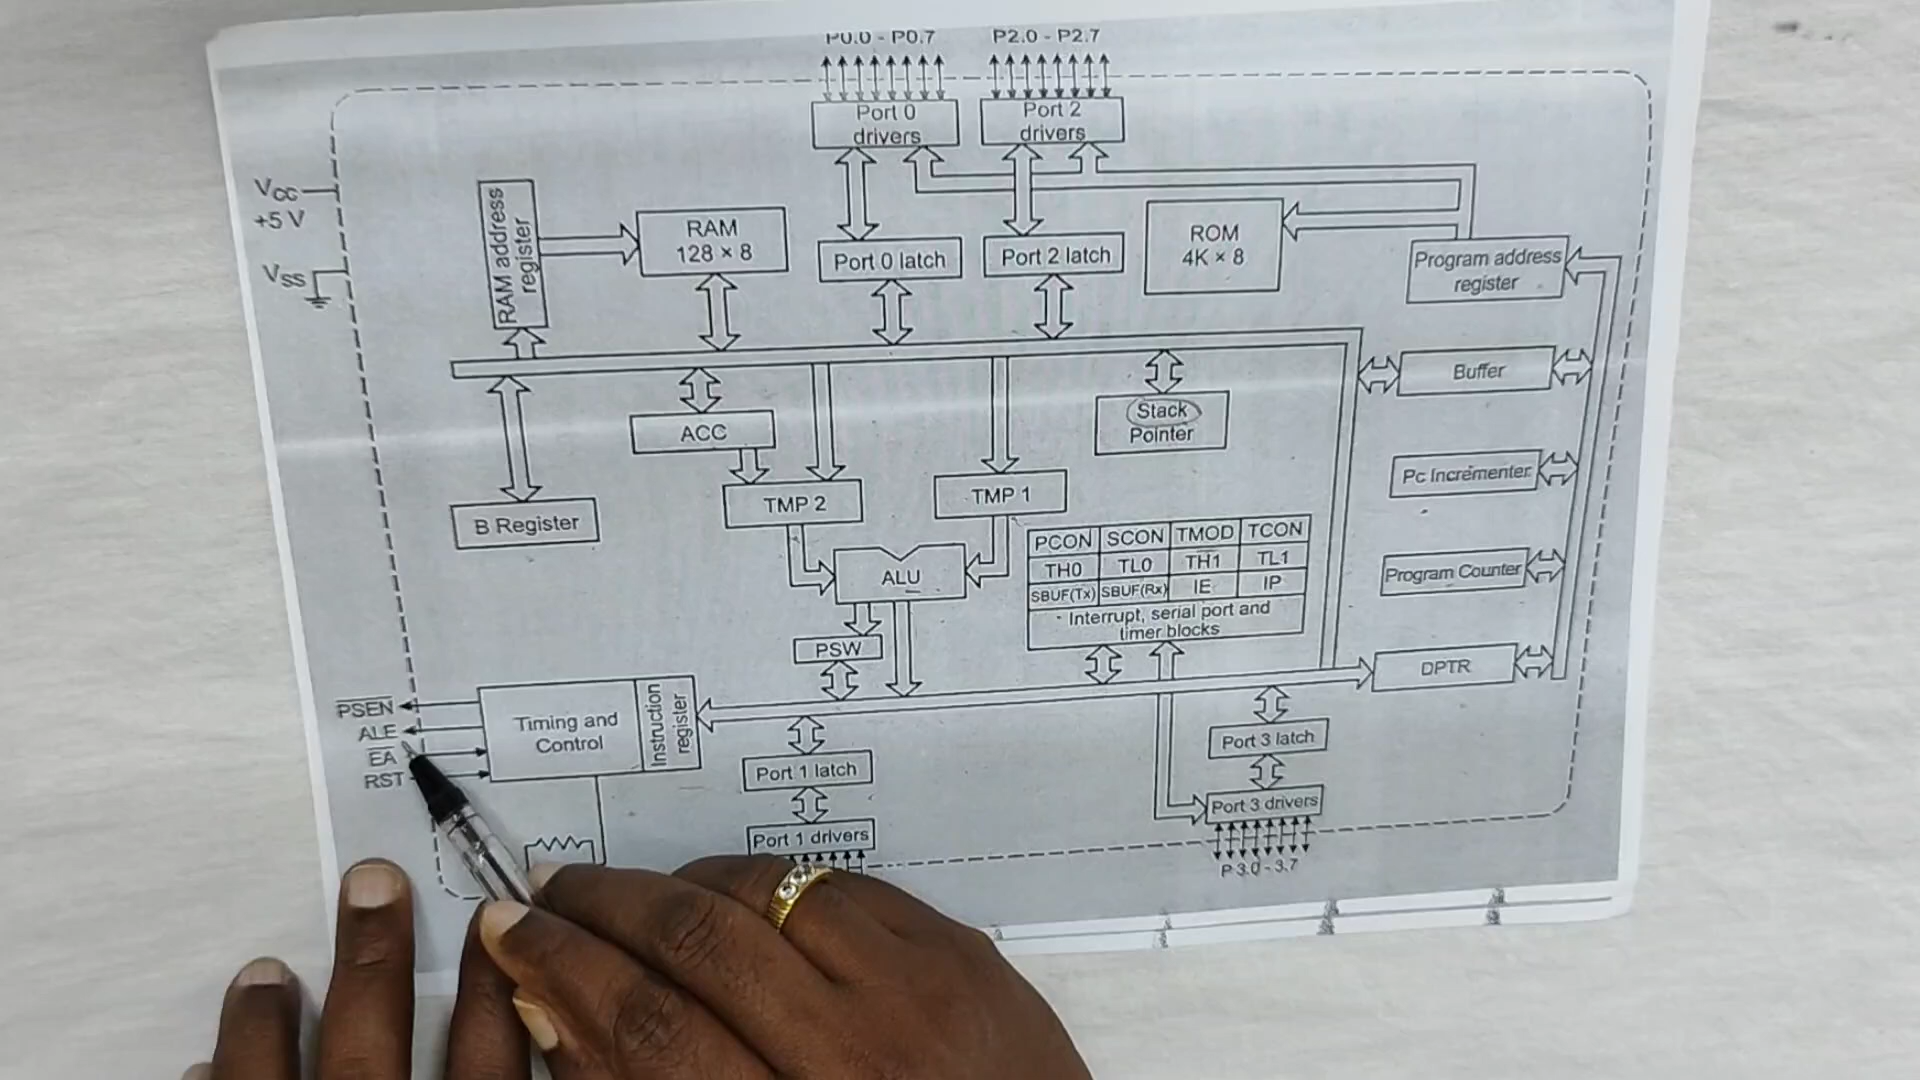 P0.0 - P0.7
P2.0 - P2.7
Port 0
drivers
Port 2
drivers
VCC
+5 V
VSS
RAM address
register
RAM
128 × 8
Port 0 latch
Port 2 latch
ROM
4K × 8
Program address
register
Buffer
ACC
Stack
Pointer
Pc Incrementer
TMP 2
TMP 1
B Register
ALU
PCON SCON TMOD TCON
TH0 TL0 TH1 TL1
SBUF(Tx) SBUF(Rx) IE IP
Interrupt, serial port and
timer blocks
Program Counter
PSW
DPTR
PSEN
ALE
EA
RST
Timing and
Control
Instruction
register
Port 1 latch
Port 1 drivers
Port 3 latch
Port 3 drivers
P 3.0 - 3.7